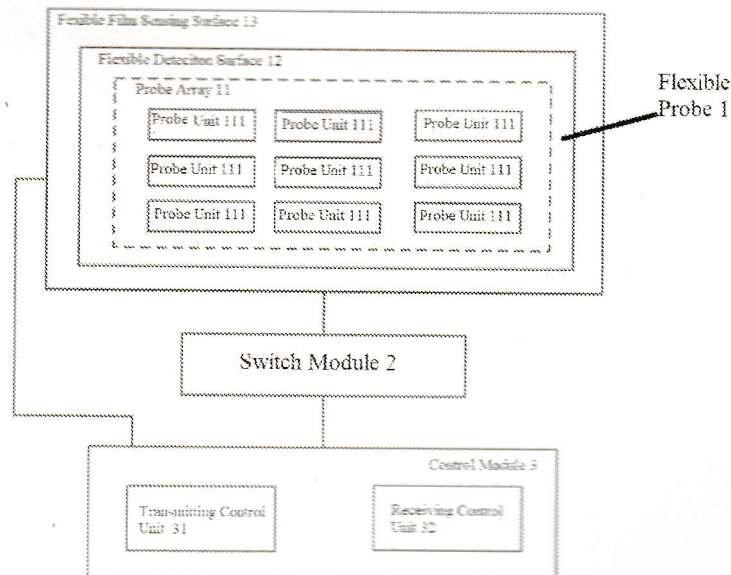 Fexible Film Sensing Surface 13
Flexible Deteciton Surface 12
Probe Array 11
Probe Unit 111 Probe Unit 111 Probe Unit 111
Probe Unit 111 Probe Unit 111 Probe Unit 111
Probe Unit 111 Probe Unit 111 Probe Unit 111
Flexible
Probe 1
Switch Module 2
Control Module 3
Transmitting Control
Unit 31
Receiving Control
Unit 32